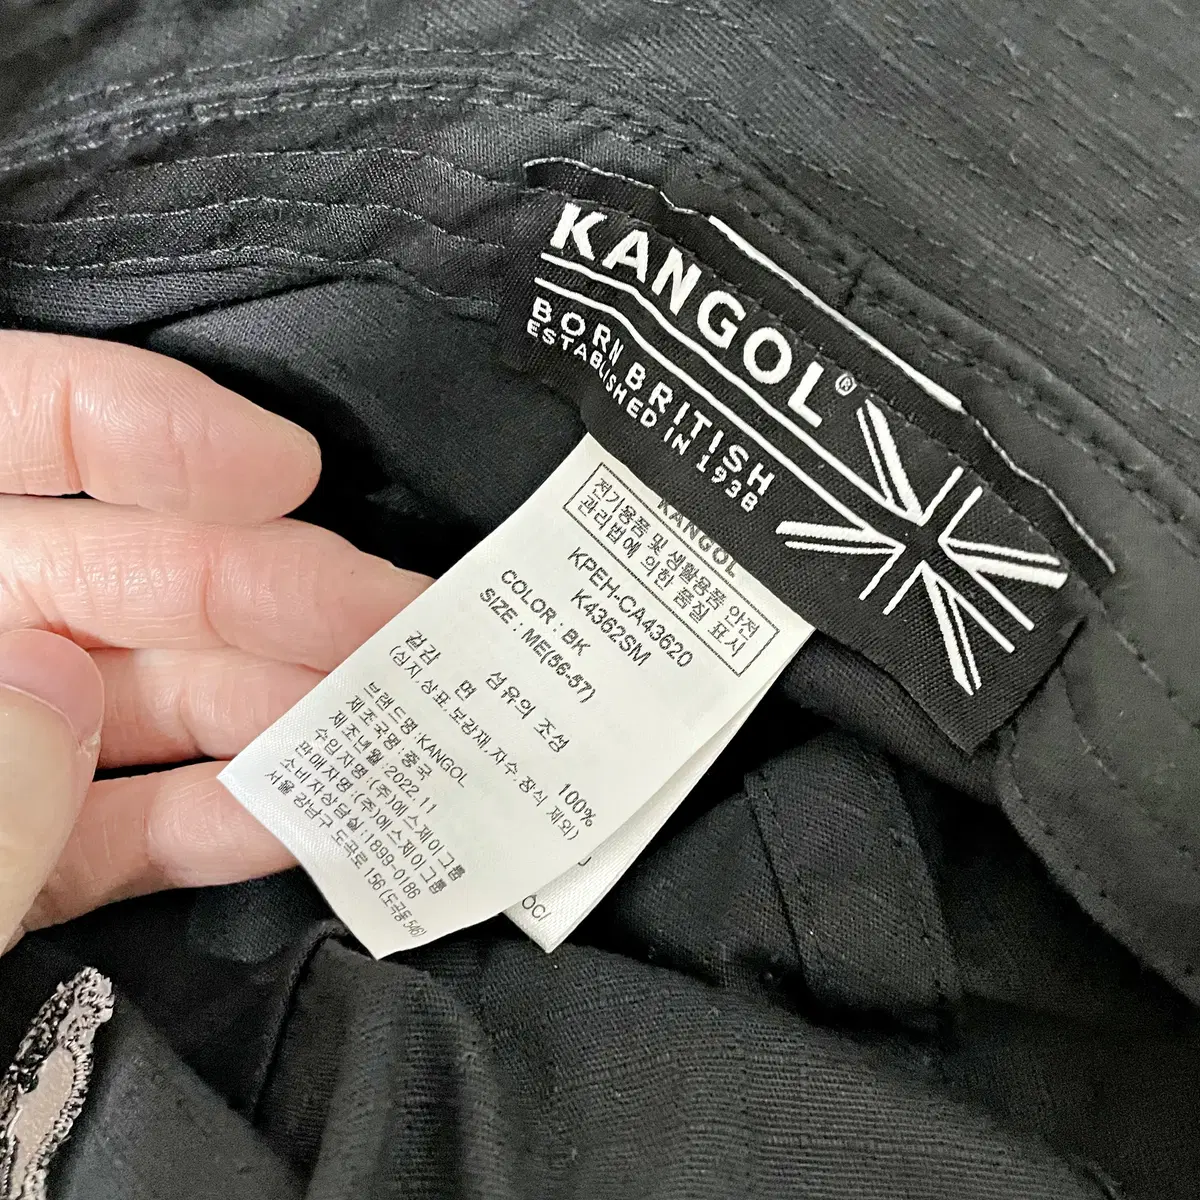 KANGOL®
BORN BRITISH
ESTABLISHED IN 1938
KANGOL
전기용품 및 생활용품 안전
관리법에 의한 품질 표시
KPEH-CA43620
K4362SM
COLOR : BK
SIZE : ME(56-57)
섬유의 조성
겉감 면 100%
(심지,상표,보강재,자수,장식 제외)
브랜드명:KANGOL
제조국명:중국
제조년월:2022.11
수입자명:(주)에스제이그룹
판매자명:(주)에스제이그룹
소비자상담실:1899-0186
서울 강남구 도곡로 156 (도곡동 546)
OC/